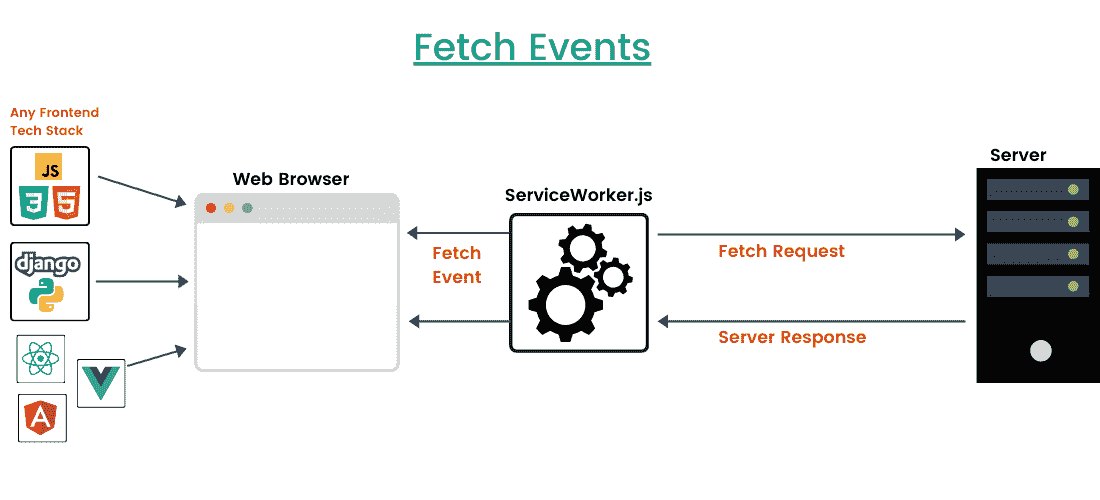 Fetch Events
Any Frontend
Tech Stack
JS
3
5
django
Web Browser
ServiceWorker.js
Server
Fetch
Event
Fetch Request
Server Response
A